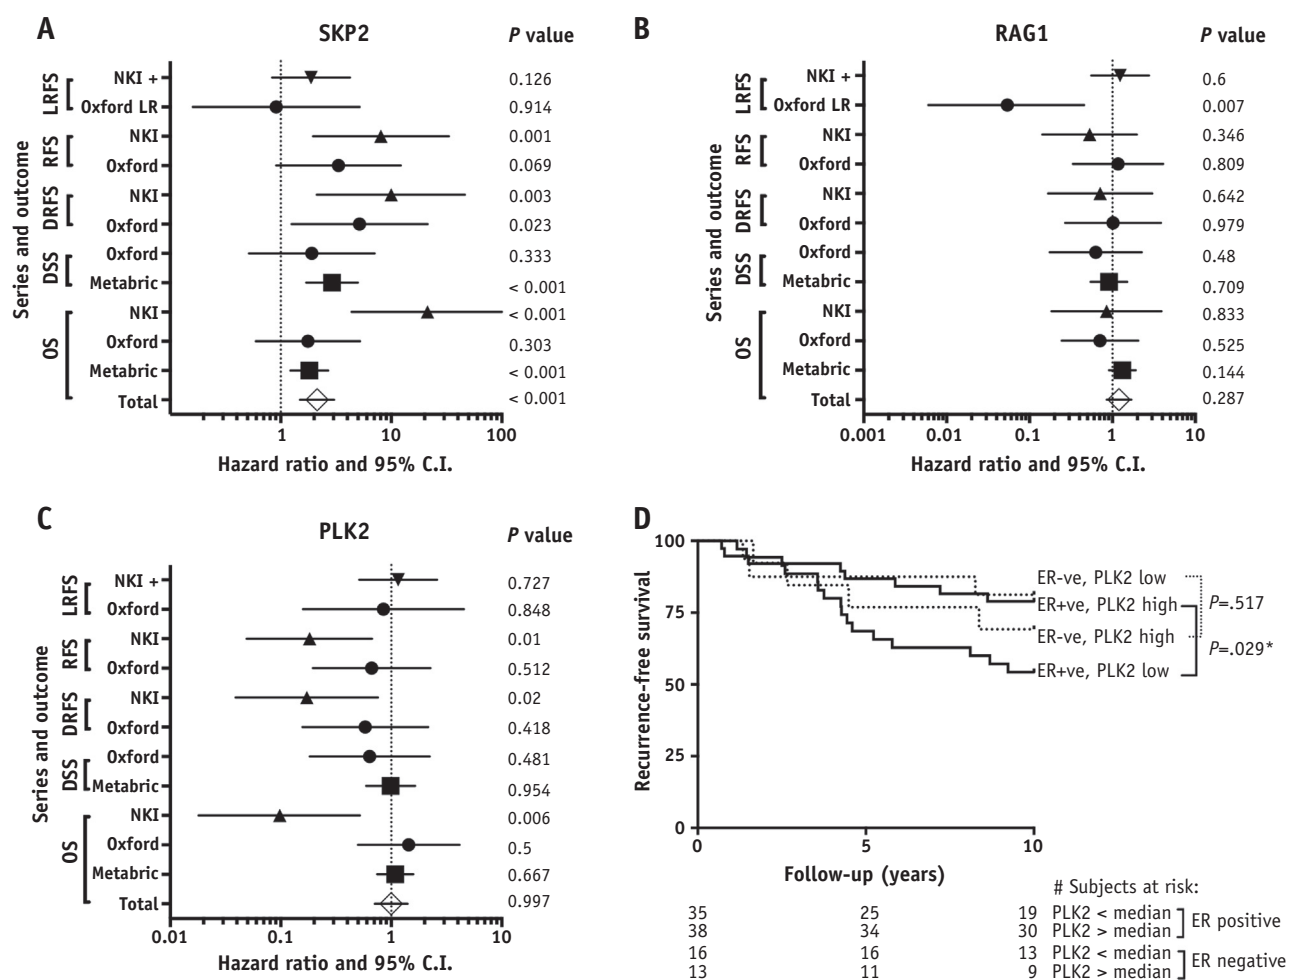 A
SKP2
P value
Series and outcome
LRFS
RFS
DRFS
DSS
OS
NKI + 0.126
Oxford LR 0.914
NKI 0.001
Oxford 0.069
NKI 0.003
Oxford 0.023
Oxford 0.333
Metabric < 0.001
NKI < 0.001
Oxford 0.303
Metabric < 0.001
Total < 0.001
1 10 100
Hazard ratio and 95% C.I.
B
RAG1
P value
Series and outcome
LRFS
RFS
DRFS
DSS
OS
NKI + 0.6
Oxford LR 0.007
NKI 0.346
Oxford 0.809
NKI 0.642
Oxford 0.979
Oxford 0.48
Metabric 0.709
NKI 0.833
Oxford 0.525
Metabric 0.144
Total 0.287
0.001 0.01 0.1 1 10
Hazard ratio and 95% C.I.
C
PLK2
P value
Series and outcome
LRFS
RFS
DRFS
DSS
OS
NKI + 0.727
Oxford 0.848
NKI 0.01
Oxford 0.512
NKI 0.02
Oxford 0.418
Oxford 0.481
Metabric 0.954
NKI 0.006
Oxford 0.5
Metabric 0.667
Total 0.997
0.01 0.1 1 10
Hazard ratio and 95% C.I.
D
Recurrence-free survival
100
75
50
25
0
ER-ve, PLK2 low
ER+ve, PLK2 high
ER-ve, PLK2 high
ER+ve, PLK2 low
P=.517
P=.029*
0 5 10
Follow-up (years)
# Subjects at risk:
35 25 19 PLK2 < median
38 34 30 PLK2 > median
ER positive
16 16 13 PLK2 < median
13 11 9 PLK2 > median
ER negative